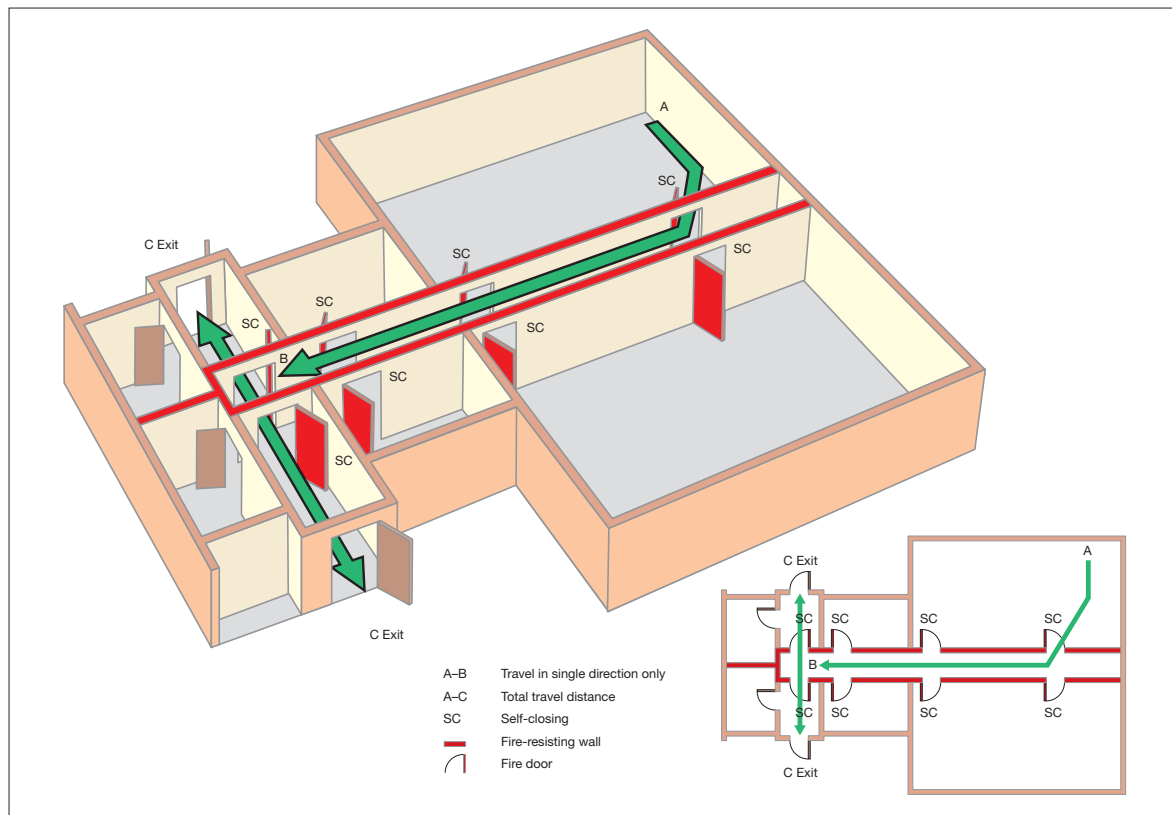 A
SC
C Exit
SC
SC
SC
SC
B
SC
SC
SC
C Exit
A–B Travel in single direction only
A–C Total travel distance
SC Self-closing
Fire-resisting wall
Fire door
A
C Exit
SC SC SC SC
B
SC SC SC SC
C Exit